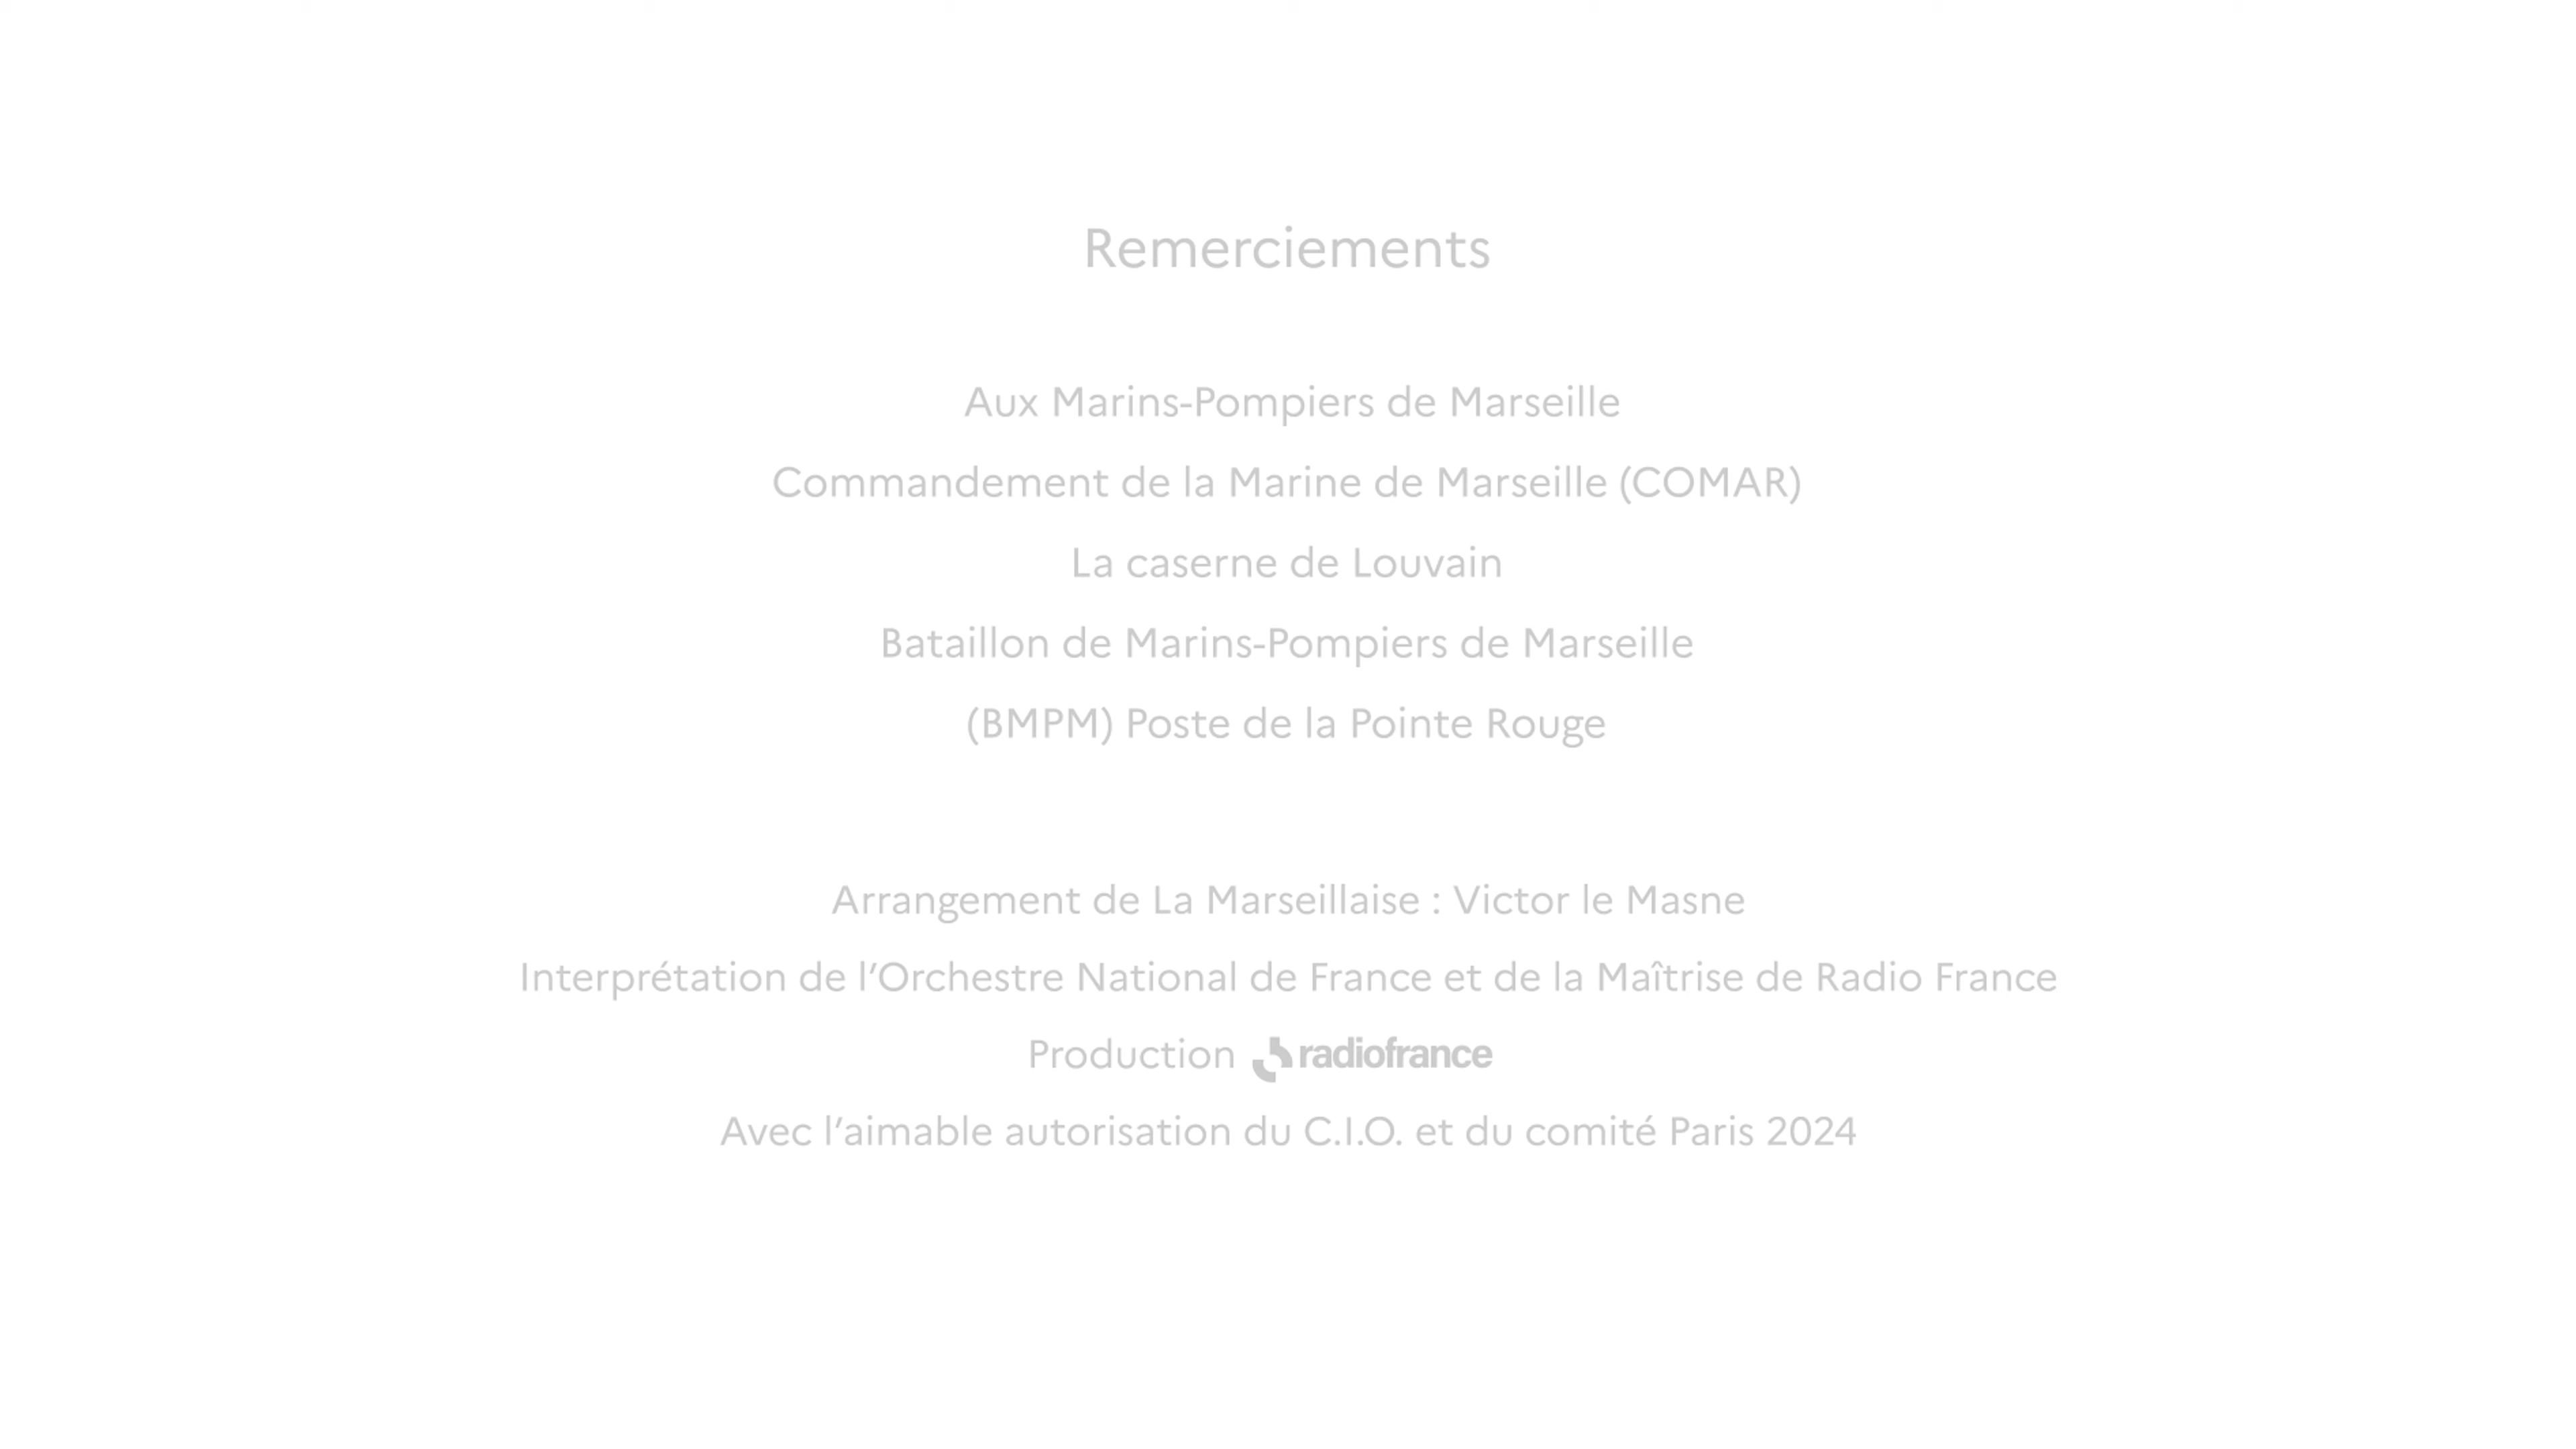 Remerciements
Aux Marins-Pompiers de Marseille
Commandement de la Marine de Marseille (COMAR)
La caserne de Louvain
Bataillon de Marins-Pompiers de Marseille
(BMPM) Poste de la Pointe Rouge
Arrangement de La Marseillaise : Victor le Masne
Interprétation de l’Orchestre National de France et de la Maîtrise de Radio France
Production radiofrance
Avec l’aimable autorisation du C.I.O. et du comité Paris 2024